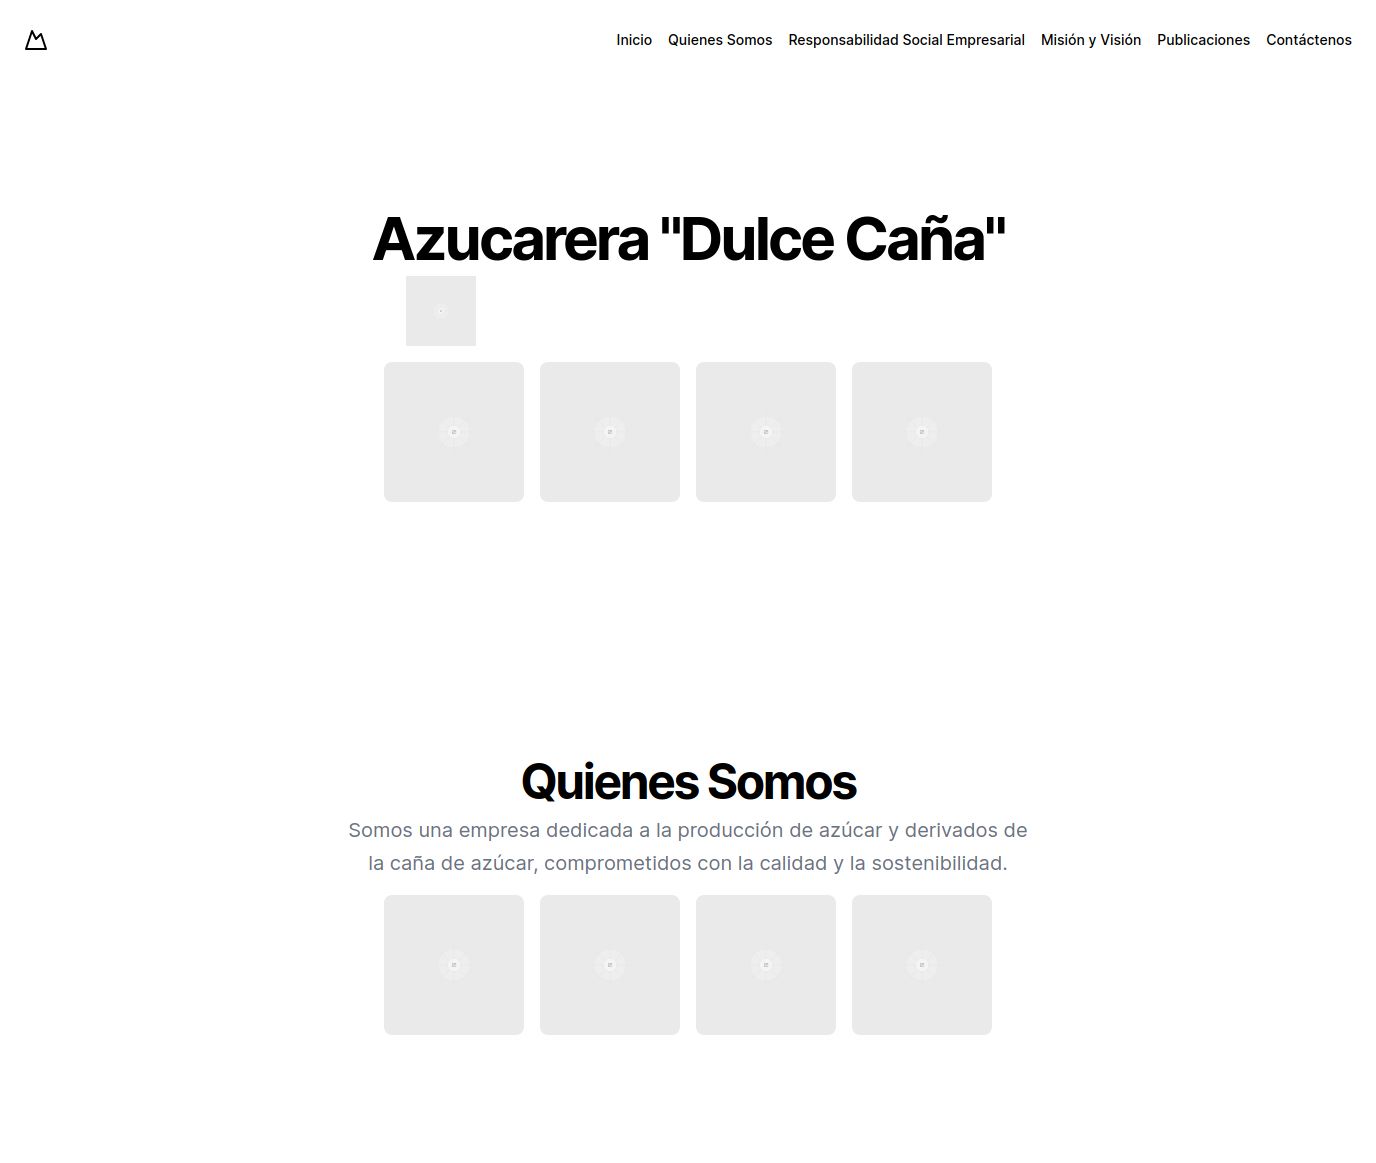 Inicio Quienes Somos Responsabilidad Social Empresarial Misión y Visión Publicaciones Contáctenos
Azucarera "Dulce Caña"
Quienes Somos
Somos una empresa dedicada a la producción de azúcar y derivados de
la caña de azúcar, comprometidos con la calidad y la sostenibilidad.